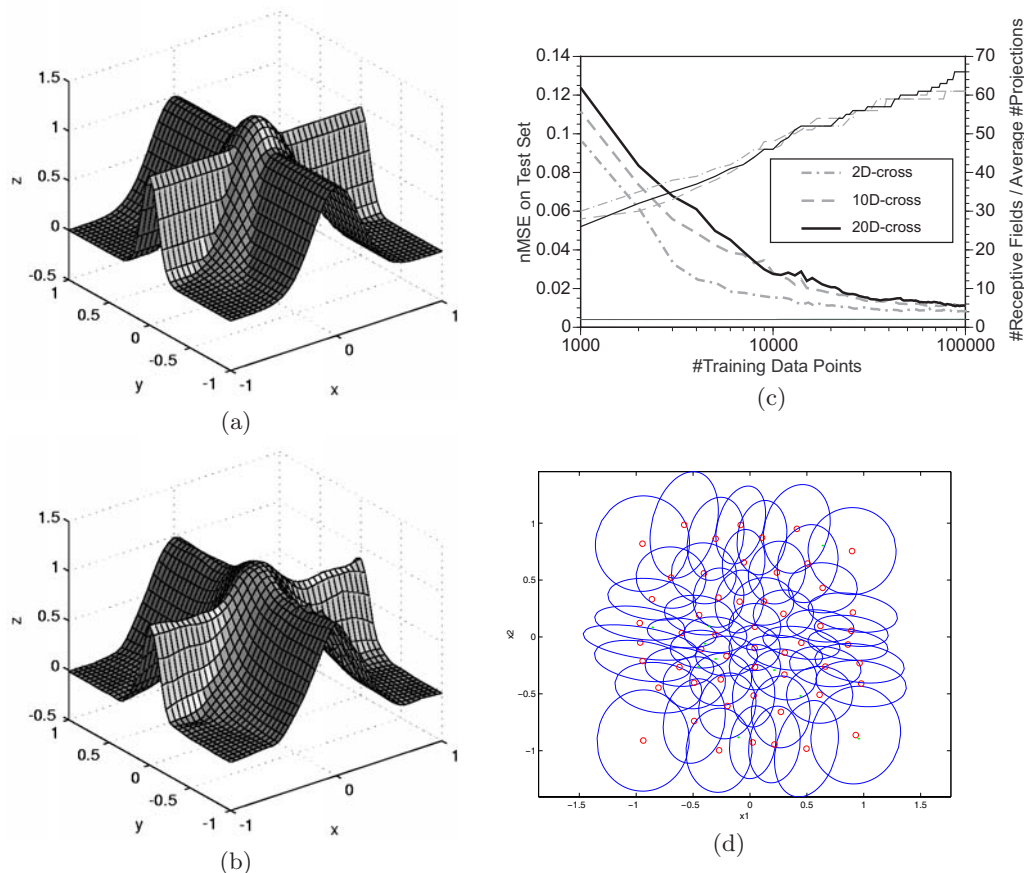 1.5
1
0.5
0
-0.5
z
1
0.5
0
-0.5
-1
y
-1
0
1
x
(a)
0.14
0.12
0.1
0.08
0.06
0.04
0.02
0
nMSE on Test Set
70
60
50
40
30
20
10
0
#Receptive Fields / Average #Projections
2D-cross
10D-cross
20D-cross
1000 10000 100000
#Training Data Points
(c)
1.5
1
0.5
0
-0.5
z
1
0.5
0
-0.5
-1
y
-1
0
1
x
(b)
1
0.5
0
−0.5
−1
x2
−1.5 −1 −0.5 0 0.5 1 1.5
x1
(d)